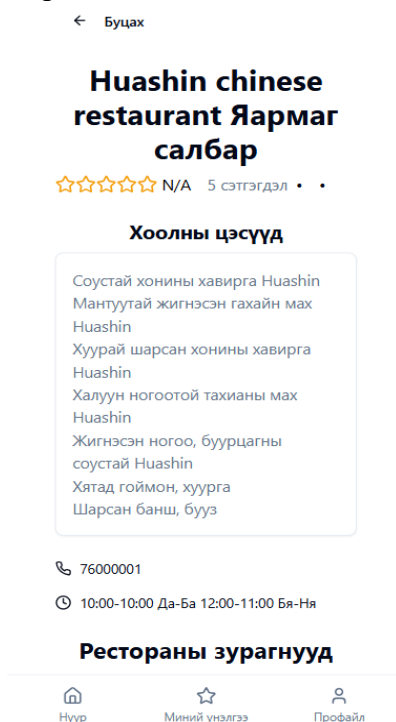 Буцах
Huashin chinese
restaurant Яармаг
салбар
N/A 5 сэтгэгдэл • •
Хоолны цэсүүд
Соустай хонины хавирга Huashin
Мантуутай жигнэсэн гахайн мах
Huashin
Хуурай шарсан хонины хавирга
Huashin
Халуун ногоотой тахианы мах
Huashin
Жигнэсэн ногоо, буурцагны
соустай Huashin
Хятад гоймон, хуурга
Шарсан банш, бууз
76000001
10:00-10:00 Да-Ба 12:00-11:00 Бя-Ня
Рестораны зурагнууд
Нүүр Миний үнэлгээ Профайл